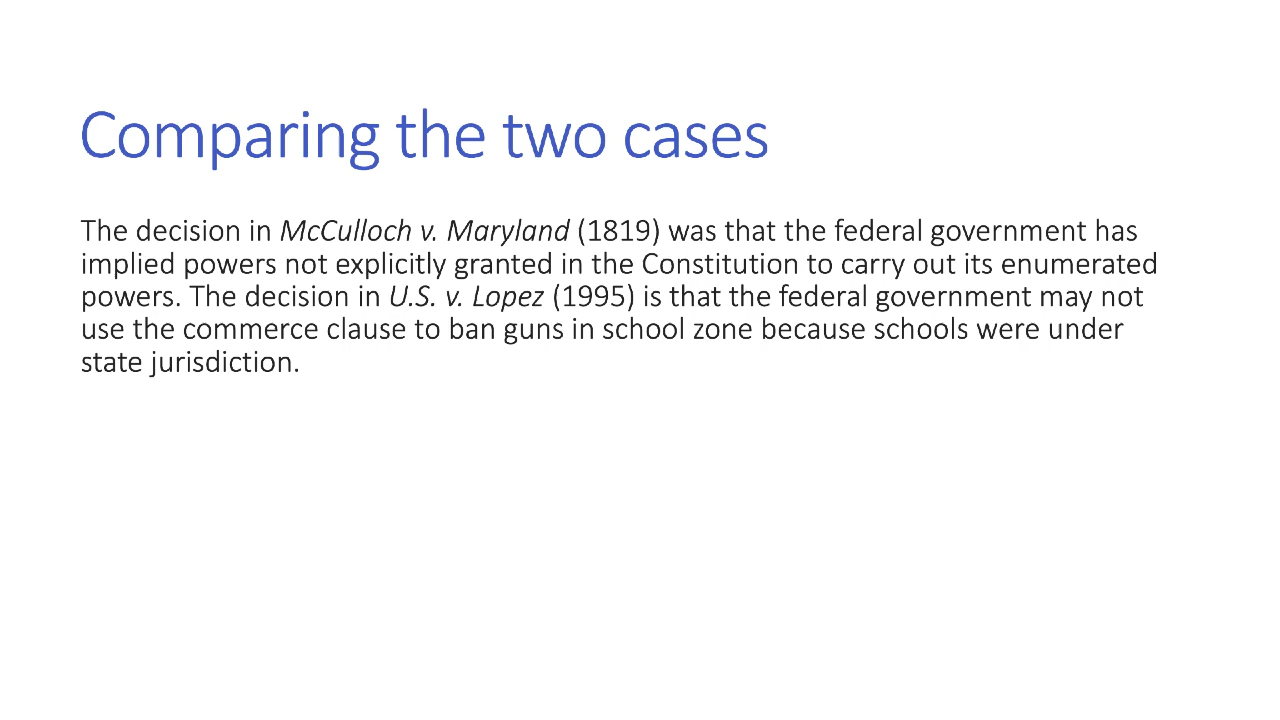 Comparing the two cases
The decision in McCulloch v. Maryland (1819) was that the federal government has
implied powers not explicitly granted in the Constitution to carry out its enumerated
powers. The decision in U.S. v. Lopez (1995) is that the federal government may not
use the commerce clause to ban guns in school zone because schools were under
state jurisdiction.